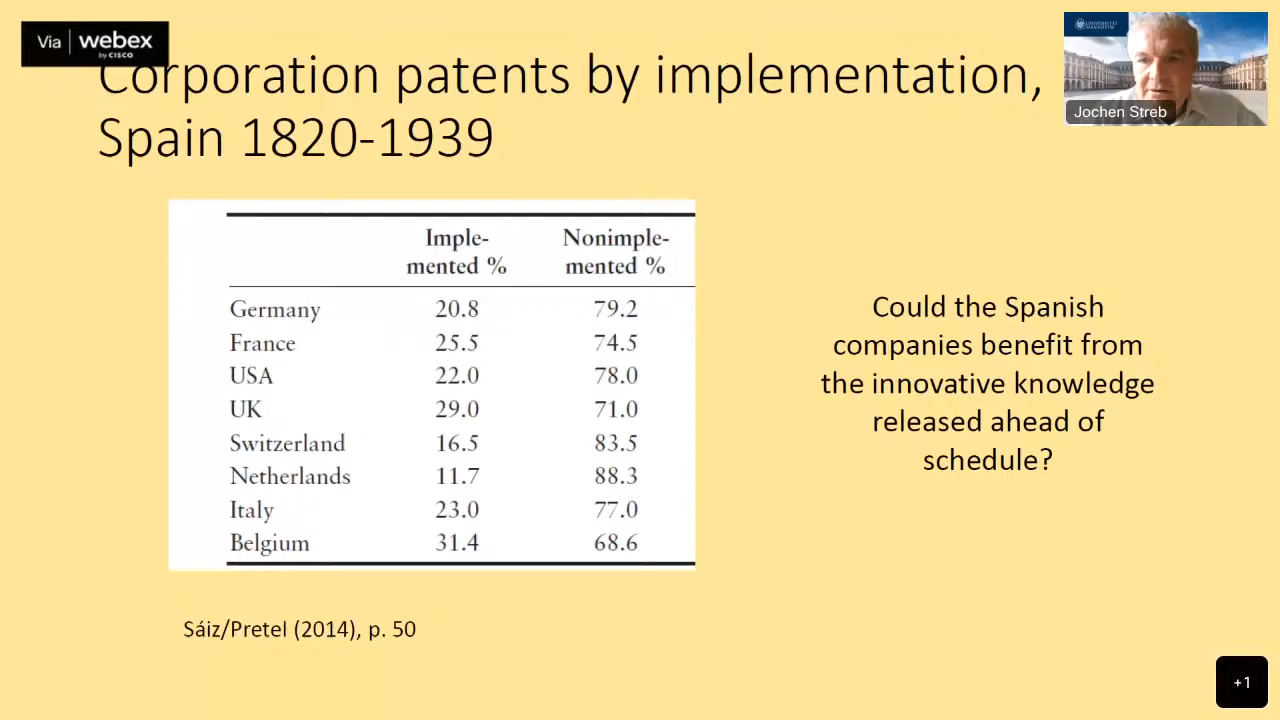 Via webex
by CISCO
Corporation patents by implementation,
Spain 1820-1939
UNIVERSITÄT
MANNHEIM
Jochen Streb
Imple- Nonimple-
mented % mented %
Germany 20.8 79.2
France 25.5 74.5
USA 22.0 78.0
UK 29.0 71.0
Switzerland 16.5 83.5
Netherlands 11.7 88.3
Italy 23.0 77.0
Belgium 31.4 68.6
Could the Spanish
companies benefit from
the innovative knowledge
released ahead of
schedule?
Sáiz/Pretel (2014), p. 50
+1